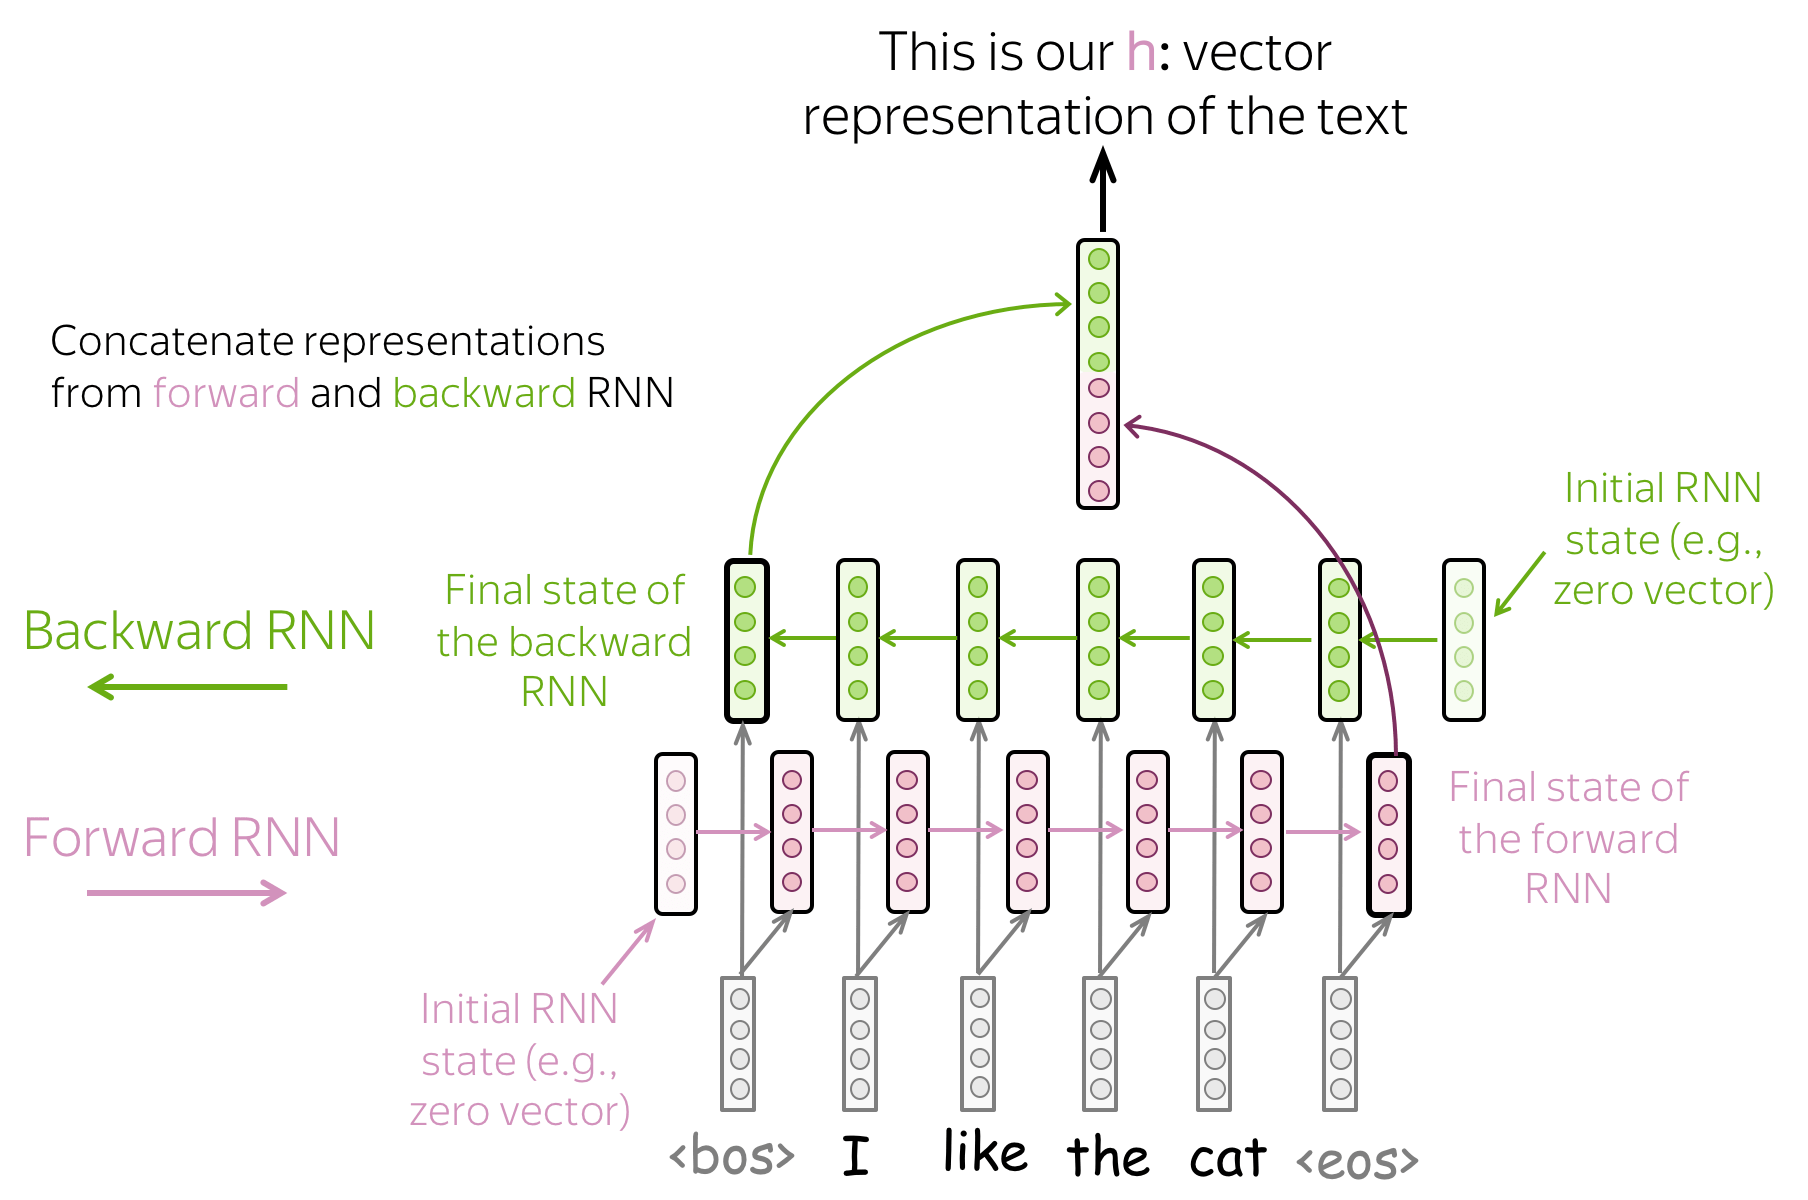 This is our h: vector
representation of the text
Concatenate representations
from forward and backward RNN
Initial RNN
state (e.g.,
zero vector)
Backward RNN
Final state of
the backward
RNN
Forward RNN
Final state of
the forward
RNN
Initial RNN
state (e.g.,
zero vector)
<bos> I like the cat <eos>